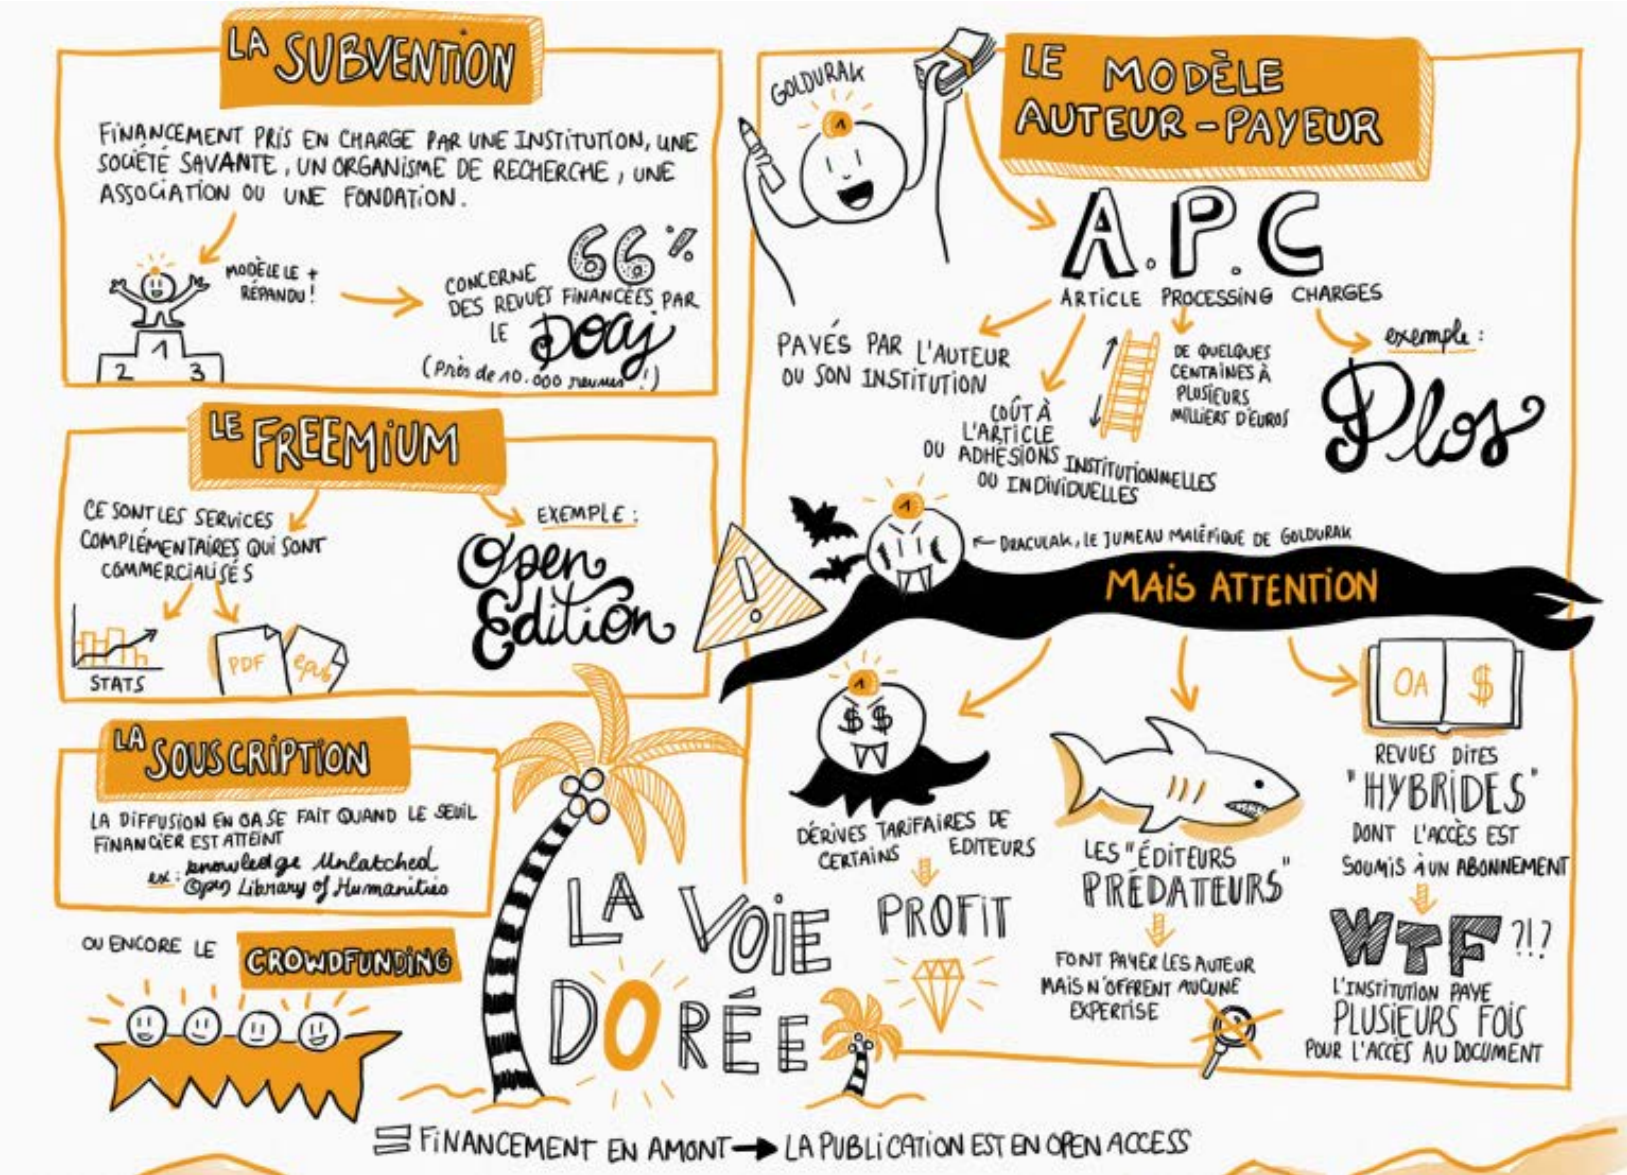 LA SUBVENTION
FINANCEMENT PRIS EN CHARGE PAR UNE INSTITUTION, UNE
SOCIÉTÉ SAVANTE, UN ORGANISME DE RECHERCHE, UNE
ASSOCIATION OU UNE FONDATION.
MODÈLE LE +
RÉPANDU !
1
2
3
CONCERNE
66%
DES REVUES FINANCÉES PAR
LE Doaj
(Près de 10.000 revues !)
LE FREEMIUM
CE SONT LES SERVICES
COMPLÉMENTAIRES QUI SONT
COMMERCIALISÉS
STATS
PDF
epub
EXEMPLE :
Open
Edition
LA SOUSCRIPTION
LA DIFFUSION EN OA SE FAIT QUAND LE SEUIL
FINANCIER EST ATTEINT
ex : knowledge Unlatched
Open Library of Humanities
OU ENCORE LE CROWDFUNDING
LA VOIE
DORÉE
= FINANCEMENT EN AMONT → LA PUBLICATION EST EN OPEN ACCESS
LE MODÈLE
AUTEUR-PAYEUR
GOLDURAK
1
A.P.C
ARTICLE PROCESSING CHARGES
PAYÉS PAR L'AUTEUR
OU SON INSTITUTION
COÛT À
L'ARTICLE
OU ADHÉSIONS INSTITUTIONNELLES
OU INDIVIDUELLES
DE QUELQUES
CENTAINES À
PLUSIEURS
MILLIERS D'EUROS
exemple :
Plos
1
← DRACULAK, LE JUMEAU MALÉFIQUE DE GOLDURAK
!
MAIS ATTENTION
1
$ $
DÉRIVES TARIFAIRES DE
CERTAINS EDITEURS
PROFIT
LES "ÉDITEURS
PRÉDATEURS"
FONT PAYER LES AUTEUR
MAIS N'OFFRENT AUCUNE
EXPERTISE
OA $
REVUES DITES
"HYBRIDES"
DONT L'ACCÈS EST
SOUMIS À UN ABONNEMENT
WTF ?!?
L'INSTITUTION PAYE
PLUSIEURS FOIS
POUR L'ACCÈS AU DOCUMENT